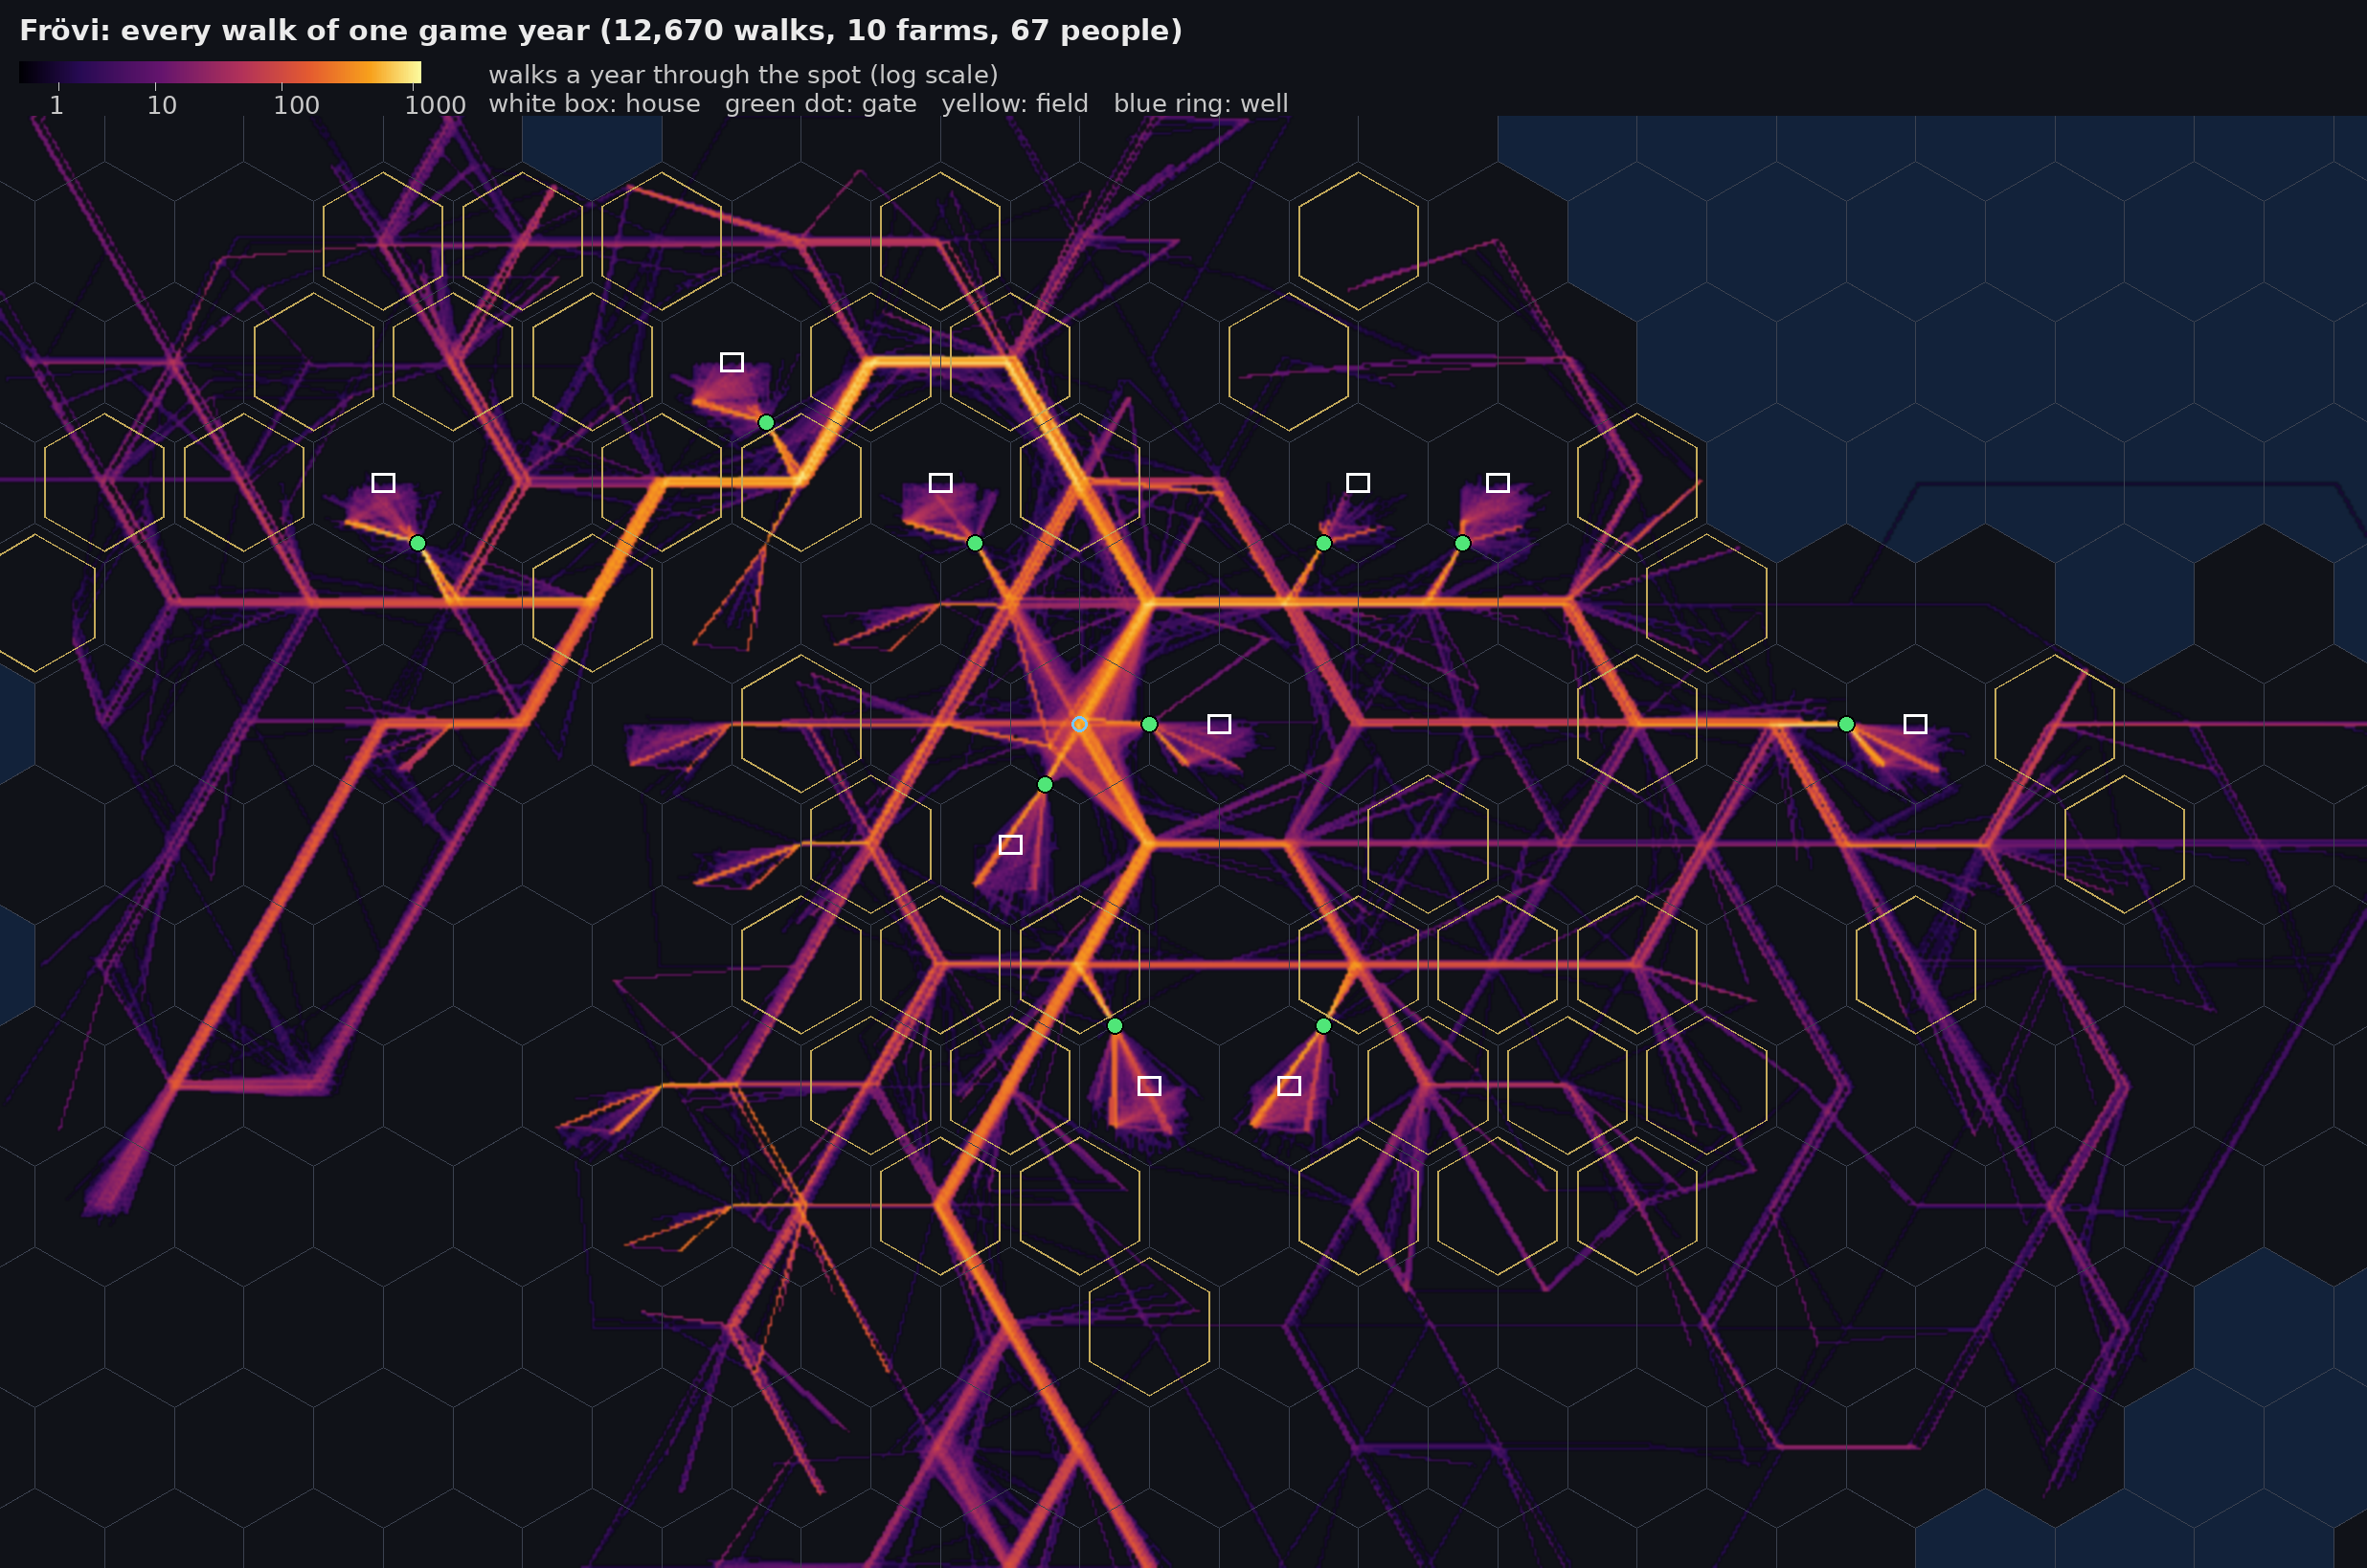 Frövi: every walk of one game year (12,670 walks, 10 farms, 67 people)
walks a year through the spot (log scale)
1 10 100 1000
white box: house green dot: gate yellow: field blue ring: well